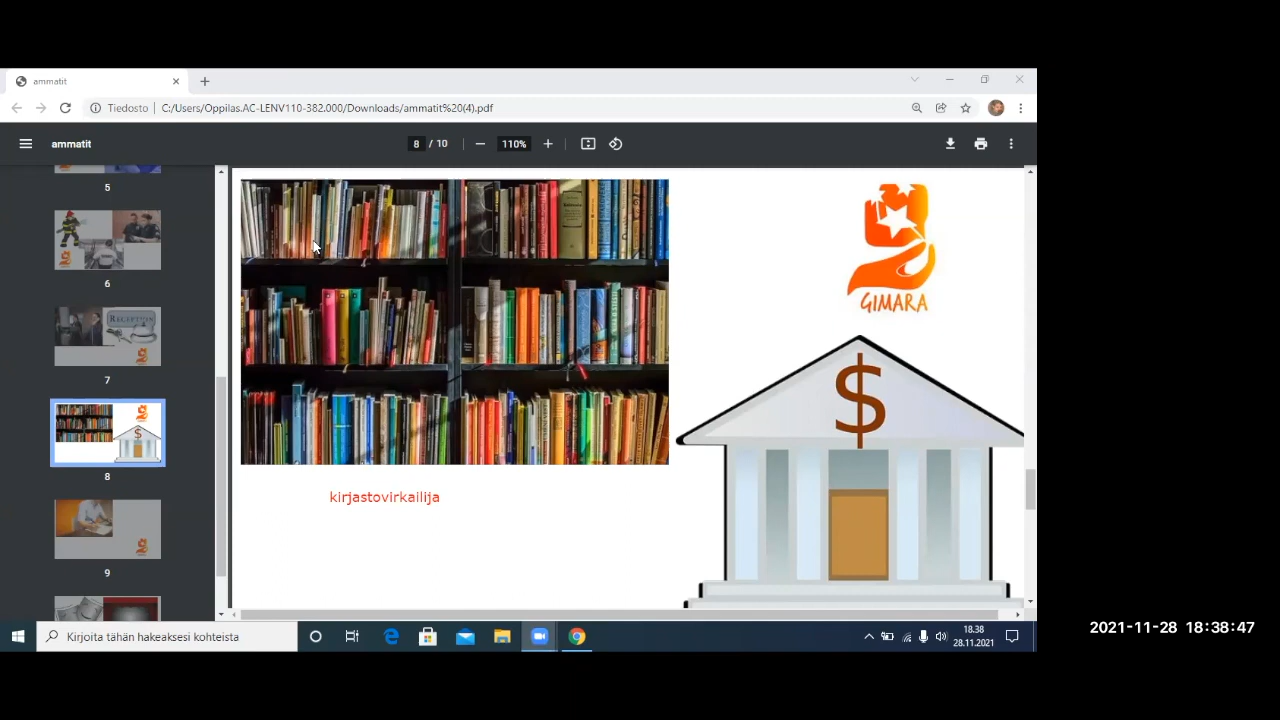 ammatit
Tiedosto
C:/Users/Oppilas.AC-LENV110-382.000/Downloads/ammatit%20(4).pdf
ammatit
8 / 10
110%
5
6
RECEPTION
7
8
9
GIMARA
$
$
kirjastovirkailija
Kirjoita tähän hakeaksesi kohteista
18.38
28.11.2021
2021-11-28 18:38:47